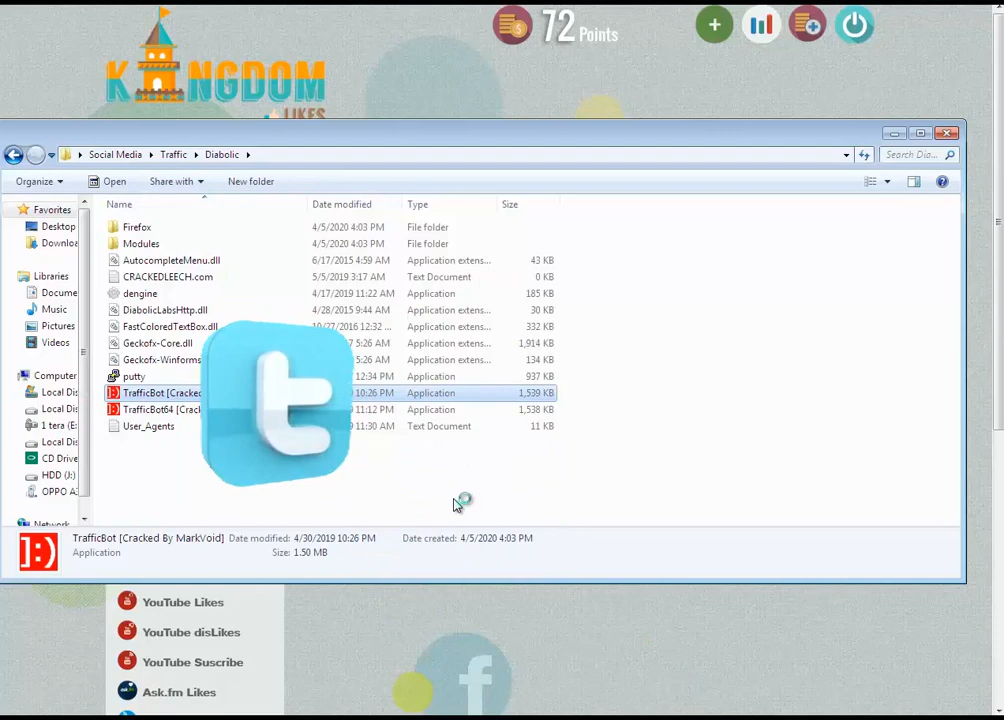 72 Points
KINGDOM
LIKES
Social Media Traffic Diabolic
Search Dia...
Organize Open Share with New folder
Name Date modified Type Size
Favorites
Desktop
Downloa
Libraries
Docume
Music
Pictures
Videos
Computer
Local Dis
Local Dis
1 tera (E:
Local Dis
CD Drive
HDD (J:)
OPPO A
Network
Firefox 4/5/2020 4:03 PM File folder
Modules 4/5/2020 4:03 PM File folder
AutocompleteMenu.dll 6/17/2015 4:59 AM Application extens... 43 KB
CRACKEDLEECH.com 5/5/2019 3:17 AM Text Document 0 KB
dengine 4/17/2019 11:22 AM Application 185 KB
DiabolicLabsHttp.dll 4/28/2015 9:44 AM Application extens... 30 KB
FastColoredTextBox.dll 10/27/2016 12:32 ... Application extens... 332 KB
Geckofx-Core.dll 5:26 AM Application extens... 1,914 KB
Geckofx-Winforms 5:26 AM Application extens... 134 KB
putty 12:34 PM Application 937 KB
TrafficBot [Cracked 10:26 PM Application 1,539 KB
TrafficBot64 [Crack 11:12 PM Application 1,538 KB
User_Agents 11:30 AM Text Document 11 KB
TrafficBot [Cracked By MarkVoid] Date modified: 4/30/2019 10:26 PM Date created: 4/5/2020 4:03 PM
Application Size: 1.50 MB
YouTube Likes
YouTube disLikes
YouTube Suscribe
Ask.fm Likes